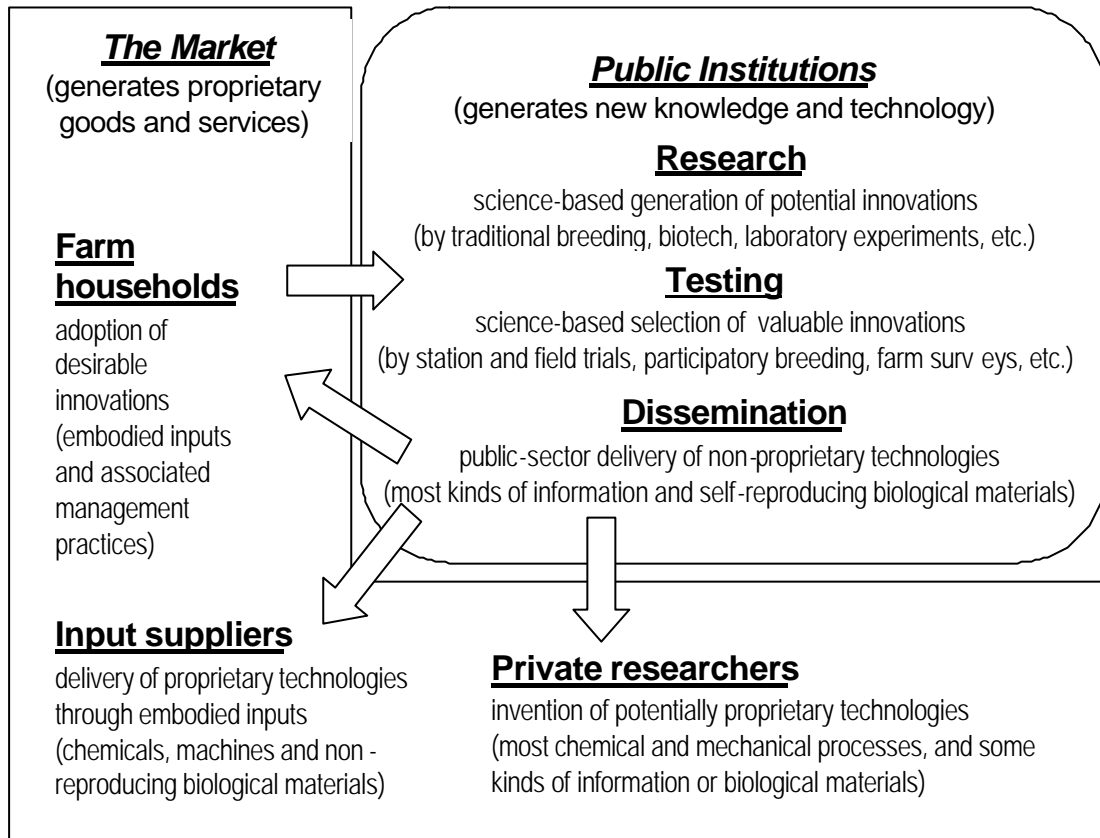 The Market
(generates proprietary
goods and services)
Public Institutions
(generates new knowledge and technology)
Research
science-based generation of potential innovations
(by traditional breeding, biotech, laboratory experiments, etc.)
Testing
science-based selection of valuable innovations
(by station and field trials, participatory breeding, farm surv eys, etc.)
Dissemination
public-sector delivery of non-proprietary technologies
(most kinds of information and self-reproducing biological materials)
Farm
households
adoption of
desirable
innovations
(embodied inputs
and associated
management
practices)
Input suppliers
delivery of proprietary technologies
through embodied inputs
(chemicals, machines and non -
reproducing biological materials)
Private researchers
invention of potentially proprietary technologies
(most chemical and mechanical processes, and some
kinds of information or biological materials)